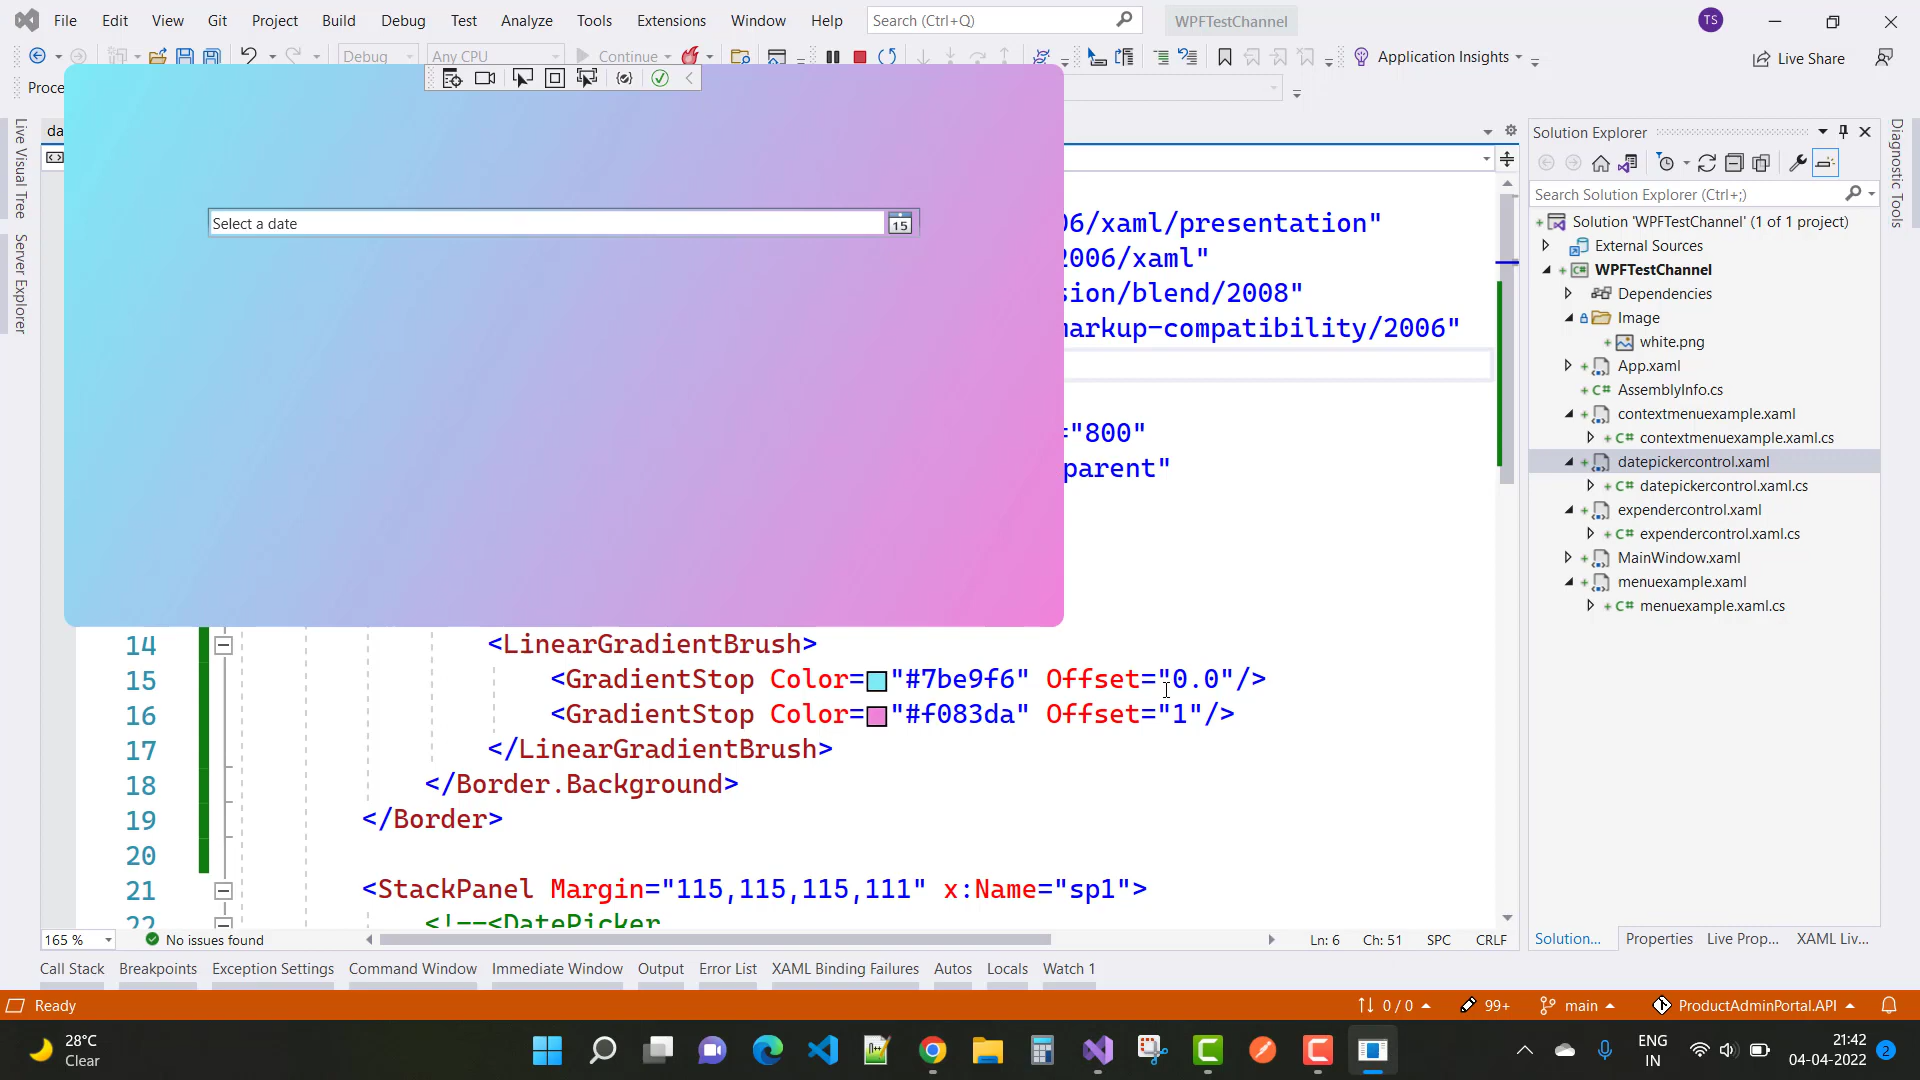 File Edit View Git Project Build Debug Test Analyze Tools Extensions Window Help Search (Ctrl+Q) WPFTestChannel TS
Debug Any CPU Continue Application Insights Live Share
Proce
da
Live Visual Tree
Server Explorer
Select a date
15
06/xaml/presentation"
2006/xaml"
sion/blend/2008"
markup-compatibility/2006"
="800"
parent"
14 <LinearGradientBrush>
15 <GradientStop Color="#7be9f6" Offset="0.0"/>
16 <GradientStop Color="#f083da" Offset="1"/>
17 </LinearGradientBrush>
18 </Border.Background>
19 </Border>
20
21 <StackPanel Margin="115,115,115,111" x:Name="sp1">
22 <!--<DatePicker
165 % No issues found Ln: 6 Ch: 51 SPC CRLF
Solution Explorer
Search Solution Explorer (Ctrl+;)
Solution 'WPFTestChannel' (1 of 1 project)
External Sources
WPFTestChannel
Dependencies
Image
white.png
App.xaml
AssemblyInfo.cs
contextmenuexample.xaml
contextmenuexample.xaml.cs
datepickercontrol.xaml
datepickercontrol.xaml.cs
expendercontrol.xaml
expendercontrol.xaml.cs
MainWindow.xaml
menuexample.xaml
menuexample.xaml.cs
Solution... Properties Live Prop... XAML Liv...
Diagnostic Tools
Call Stack Breakpoints Exception Settings Command Window Immediate Window Output Error List XAML Binding Failures Autos Locals Watch 1
Ready 0 / 0 99+ main ProductAdminPortal.API
28°C
Clear
ENG
IN
21:42
04-04-2022
2